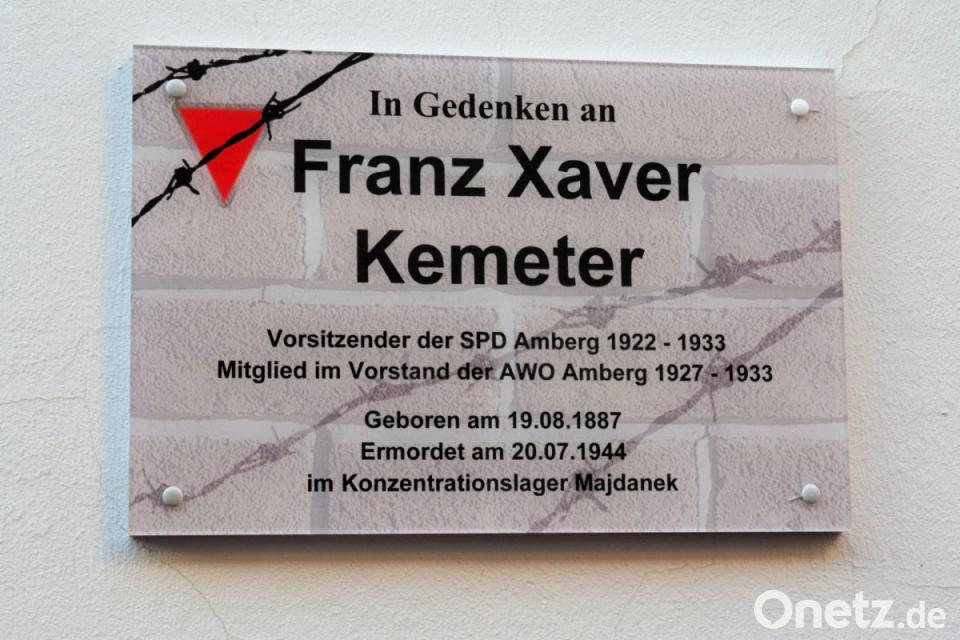 In Gedenken an
Franz Xaver
Kemeter
Vorsitzender der SPD Amberg 1922 - 1933
Mitglied im Vorstand der AWO Amberg 1927 - 1933
Geboren am 19.08.1887
Ermordet am 20.07.1944
im Konzentrationslager Majdanek
Onetz.de